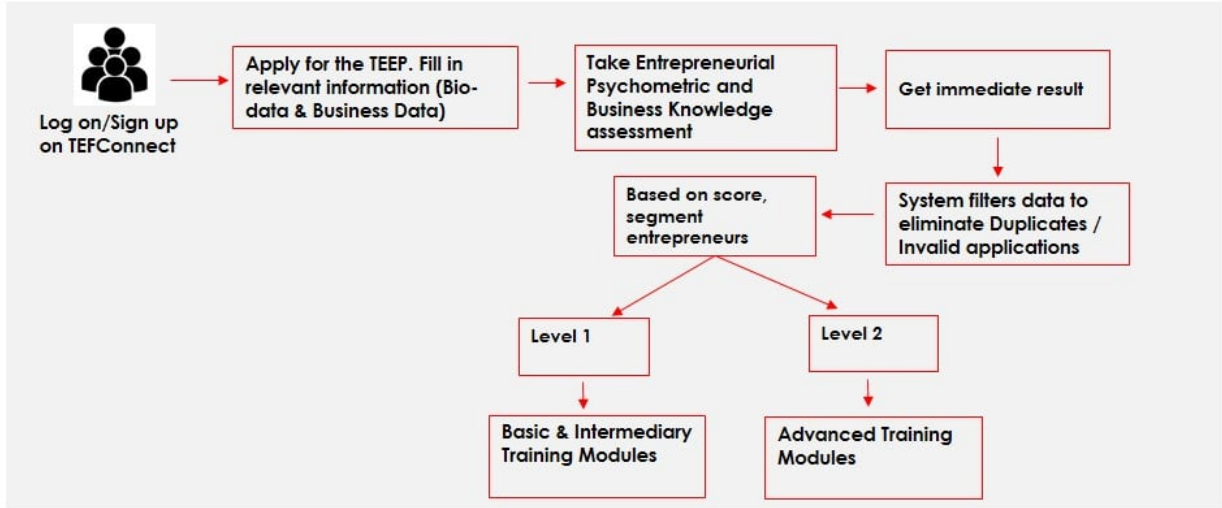 Log on/Sign up
on TEFConnect
Apply for the TEEP. Fill in
relevant information (Bio-
data & Business Data)
Take Entrepreneurial
Psychometric and
Business Knowledge
assessment
Get immediate result
System filters data to
eliminate Duplicates /
Invalid applications
Based on score,
segment
entrepreneurs
Level 1
Level 2
Basic & Intermediary
Training Modules
Advanced Training
Modules